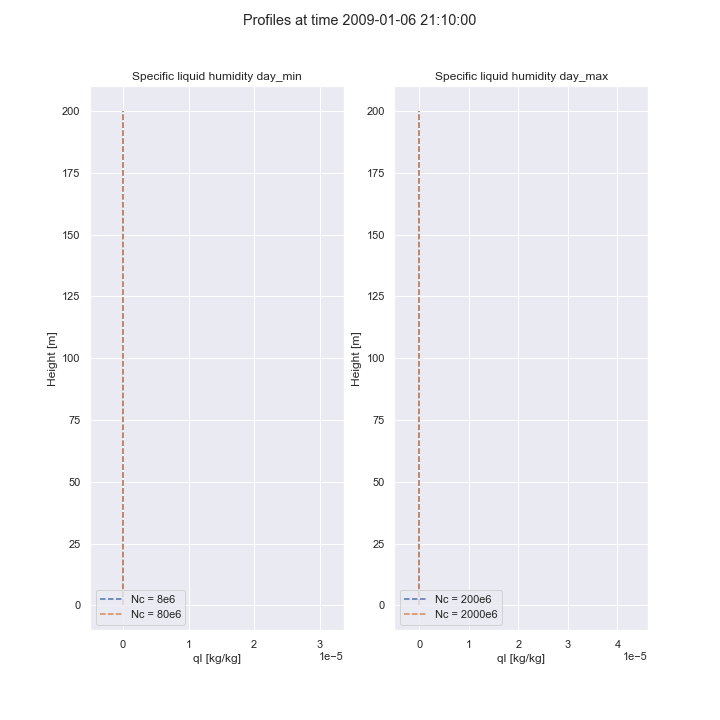 Profiles at time 2009-01-06 21:10:00
Specific liquid humidity day_min
200
175
150
125
100
75
50
25
0
Height [m]
Nc = 8e6
Nc = 80e6
0 1 2 3
1e−5
ql [kg/kg]
Specific liquid humidity day_max
200
175
150
125
100
75
50
25
0
Height [m]
Nc = 200e6
Nc = 2000e6
0 1 2 3 4
1e−5
ql [kg/kg]